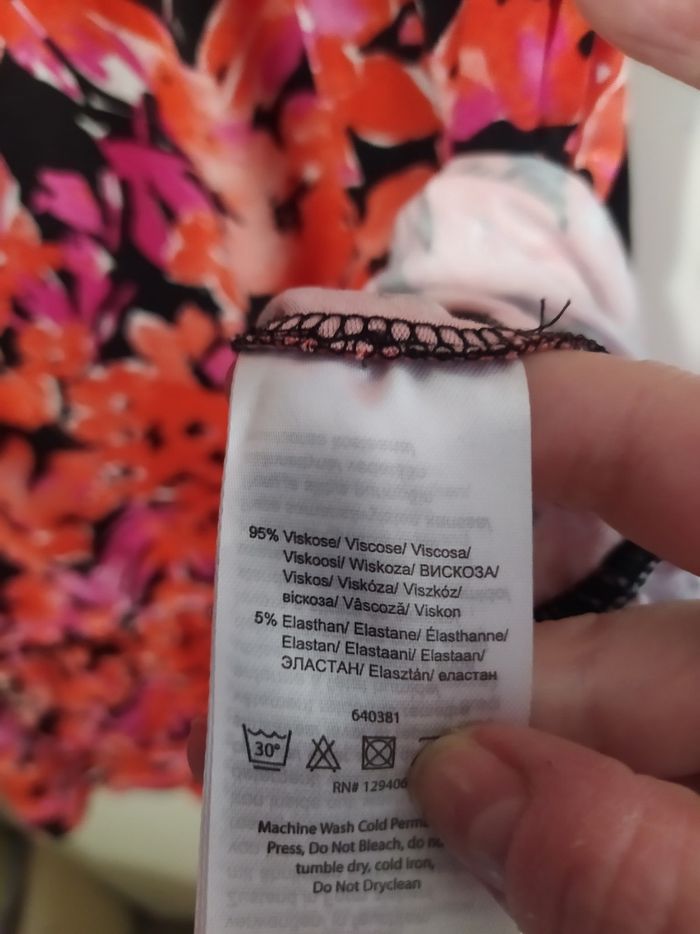 95% Viskose/ Viscose/ Viscosa/
Viskoosi/ Wiskoza/ ВИСКОЗА/
Viskos/ Viskóza/ Viszkóz/
віскоза/ Vâscoză/ Viskon
5% Elasthan/ Elastane/ Élasthanne/
Elastan/ Elastaani/ Elastaan/
ЭЛАСТАН/ Elasztán/ еластан
640381
30°
RN# 129406
Machine Wash Cold
Press, Do Not Bleach, do
tumble dry, cold iron,
Do Not Dryclean